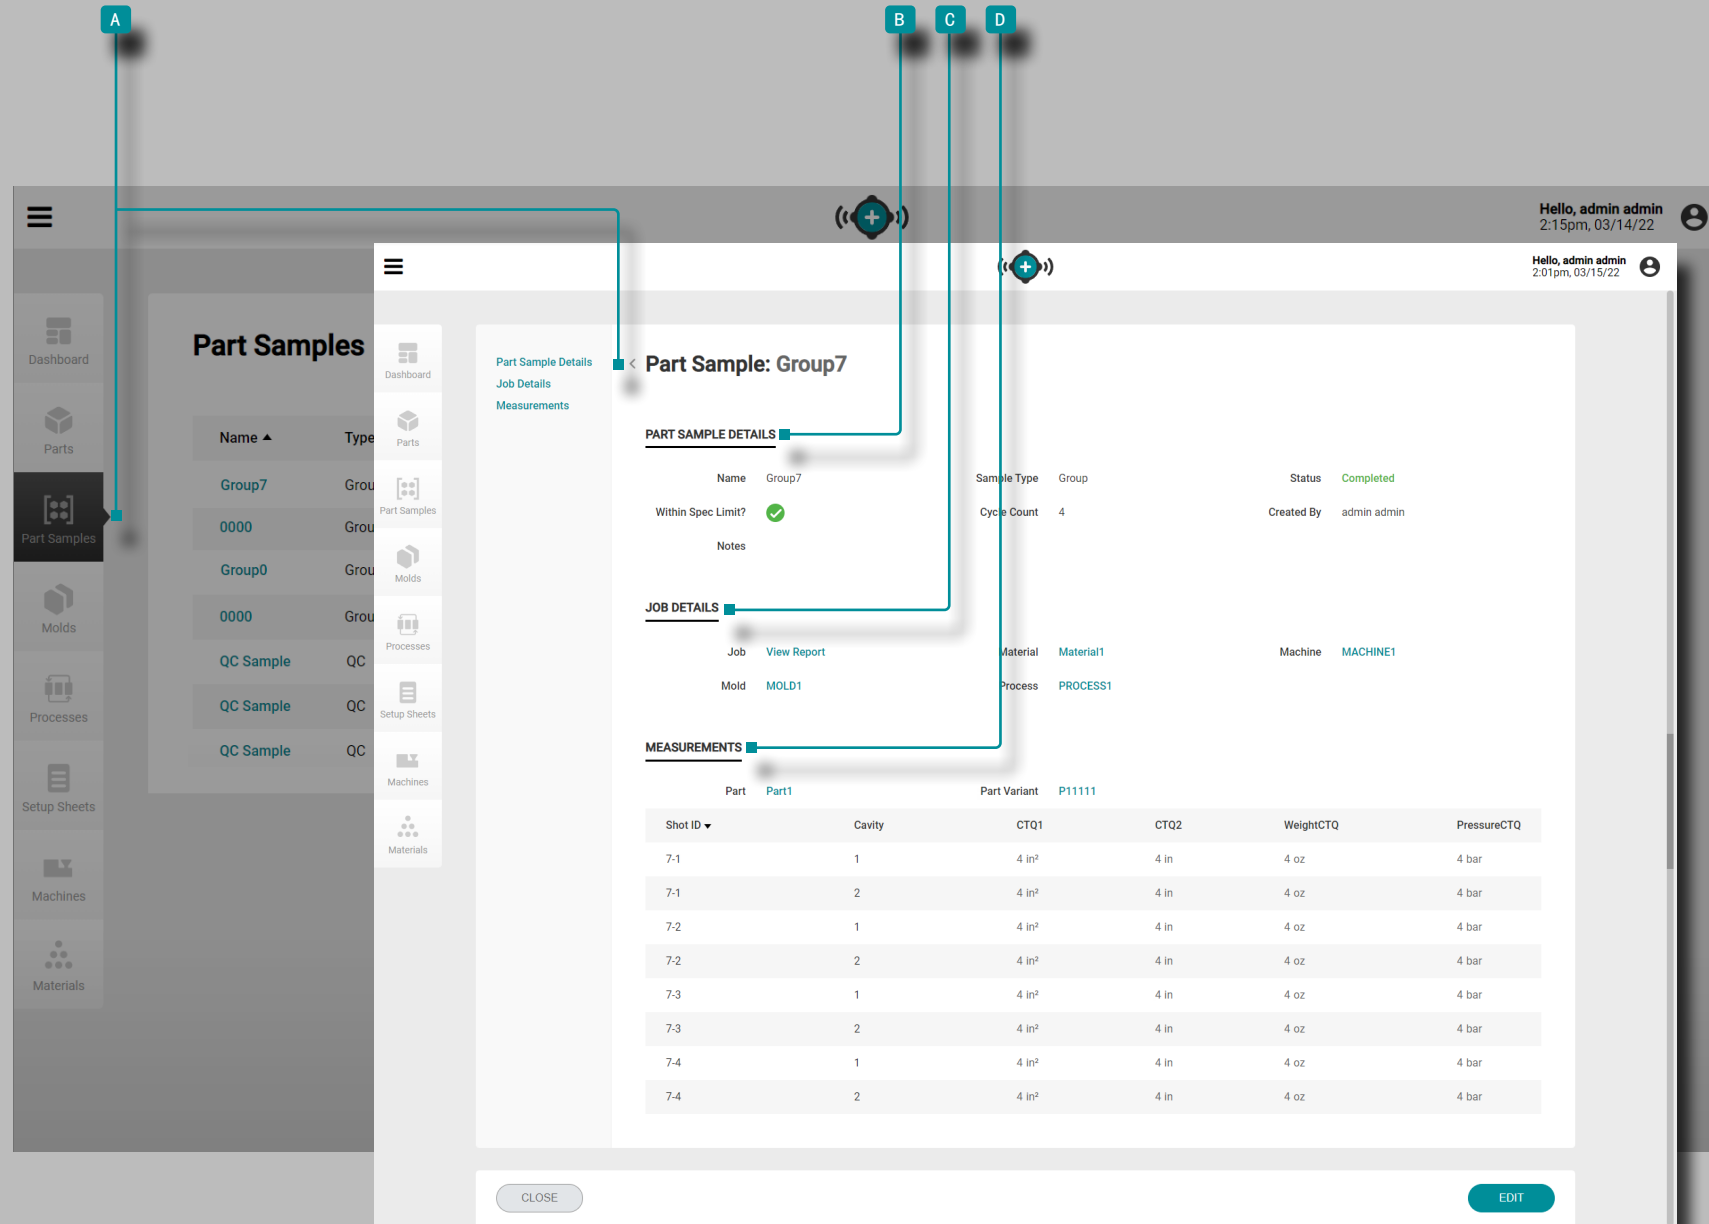 A
B
C
D
Hello, admin admin
2:15pm, 03/14/22
Dashboard
Parts
Part Samples
Molds
Processes
Setup Sheets
Machines
Materials
Part Samples
Name Type
Group7 Grou
0000 Grou
Group0 Grou
0000 Grou
QC Sample QC
QC Sample QC
QC Sample QC
Hello, admin admin
2:01pm, 03/15/22
Dashboard
Parts
Part Samples
Molds
Processes
Setup Sheets
Machines
Materials
Part Sample Details
Job Details
Measurements
< Part Sample: Group7
PART SAMPLE DETAILS
Name Group7 Sample Type Group Status Completed
Within Spec Limit? Cycle Count 4 Created By admin admin
Notes
JOB DETAILS
Job View Report Material Material1 Machine MACHINE1
Mold MOLD1 Process PROCESS1
MEASUREMENTS
Part Part1 Part Variant P11111
Shot ID Cavity CTQ1 CTQ2 WeightCTQ PressureCTQ
7-1 1 4 in² 4 in 4 oz 4 bar
7-1 2 4 in² 4 in 4 oz 4 bar
7-2 1 4 in² 4 in 4 oz 4 bar
7-2 2 4 in² 4 in 4 oz 4 bar
7-3 1 4 in² 4 in 4 oz 4 bar
7-3 2 4 in² 4 in 4 oz 4 bar
7-4 1 4 in² 4 in 4 oz 4 bar
7-4 2 4 in² 4 in 4 oz 4 bar
CLOSE
EDIT